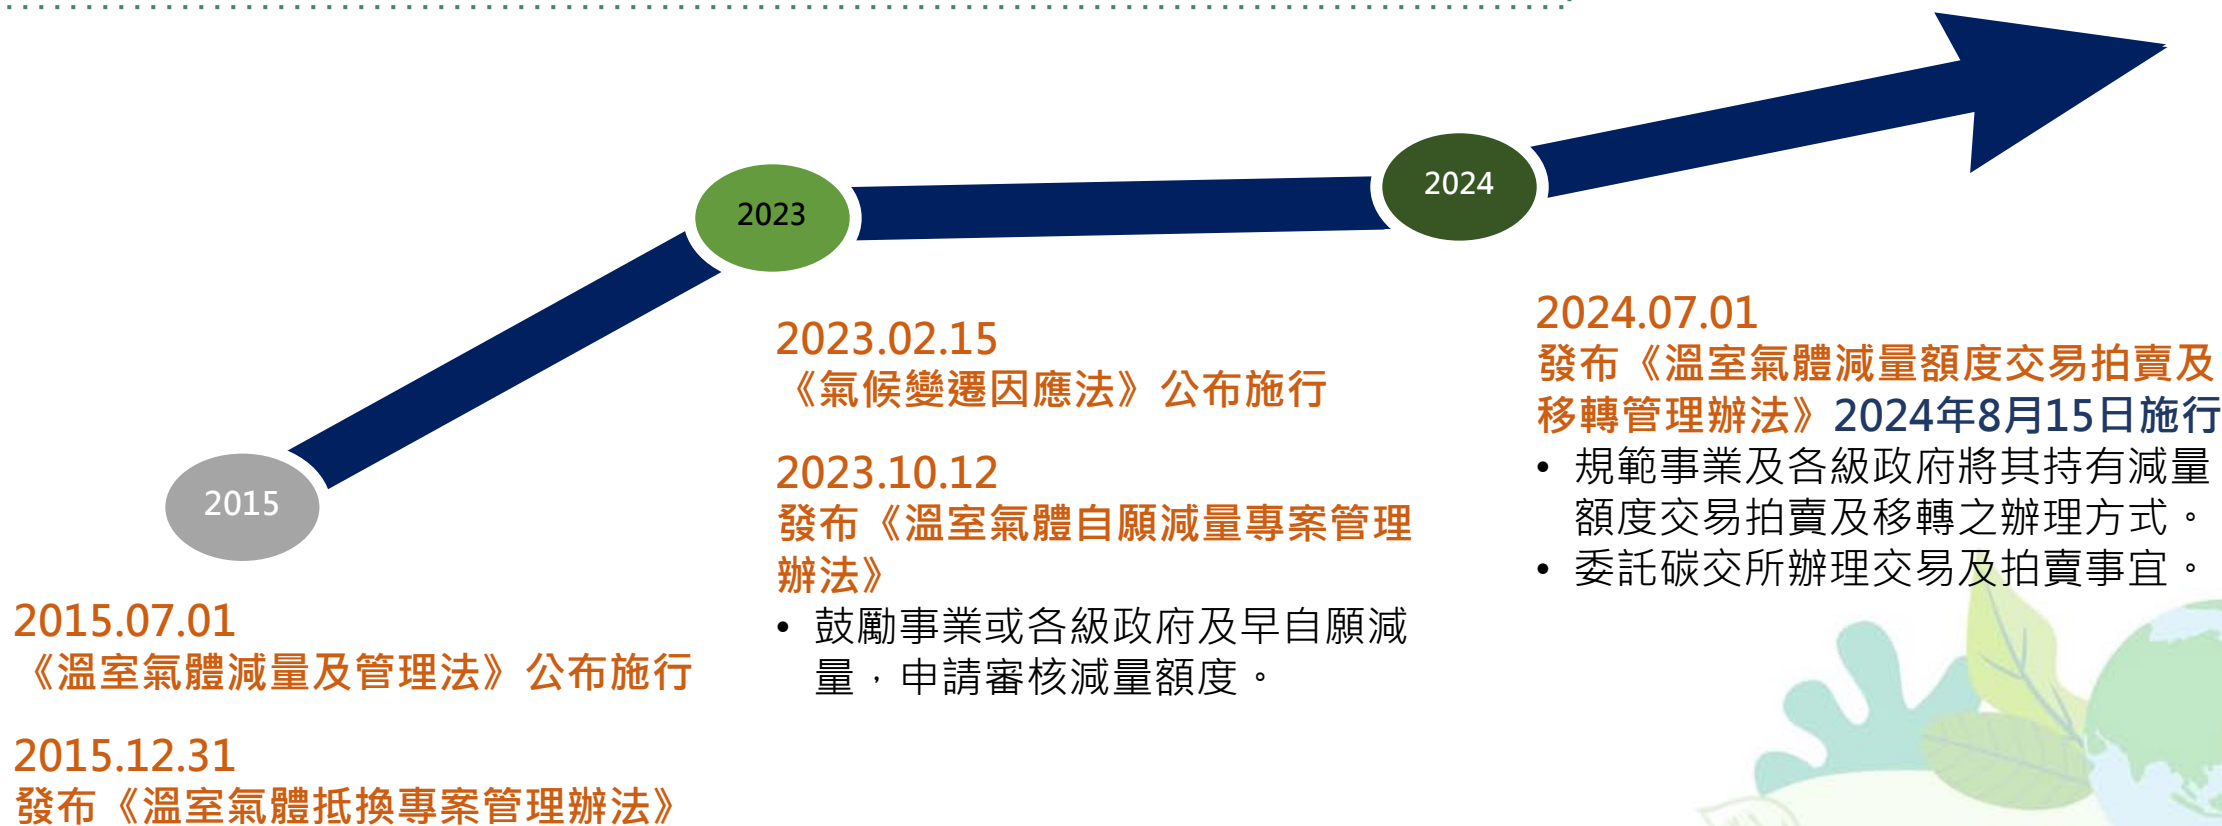 2015
2015.07.01
《溫室氣體減量及管理法》公布施行
2015.12.31
發布《溫室氣體抵換專案管理辦法》
2023
2023.02.15
《氣候變遷因應法》公布施行
2023.10.12
發布《溫室氣體自願減量專案管理
辦法》
• 鼓勵事業或各級政府及早自願減
量，申請審核減量額度。
2024
2024.07.01
發布《溫室氣體減量額度交易拍賣及
移轉管理辦法》2024年8月15日施行
• 規範事業及各級政府將其持有減量
額度交易拍賣及移轉之辦理方式。
• 委託碳交所辦理交易及拍賣事宜。